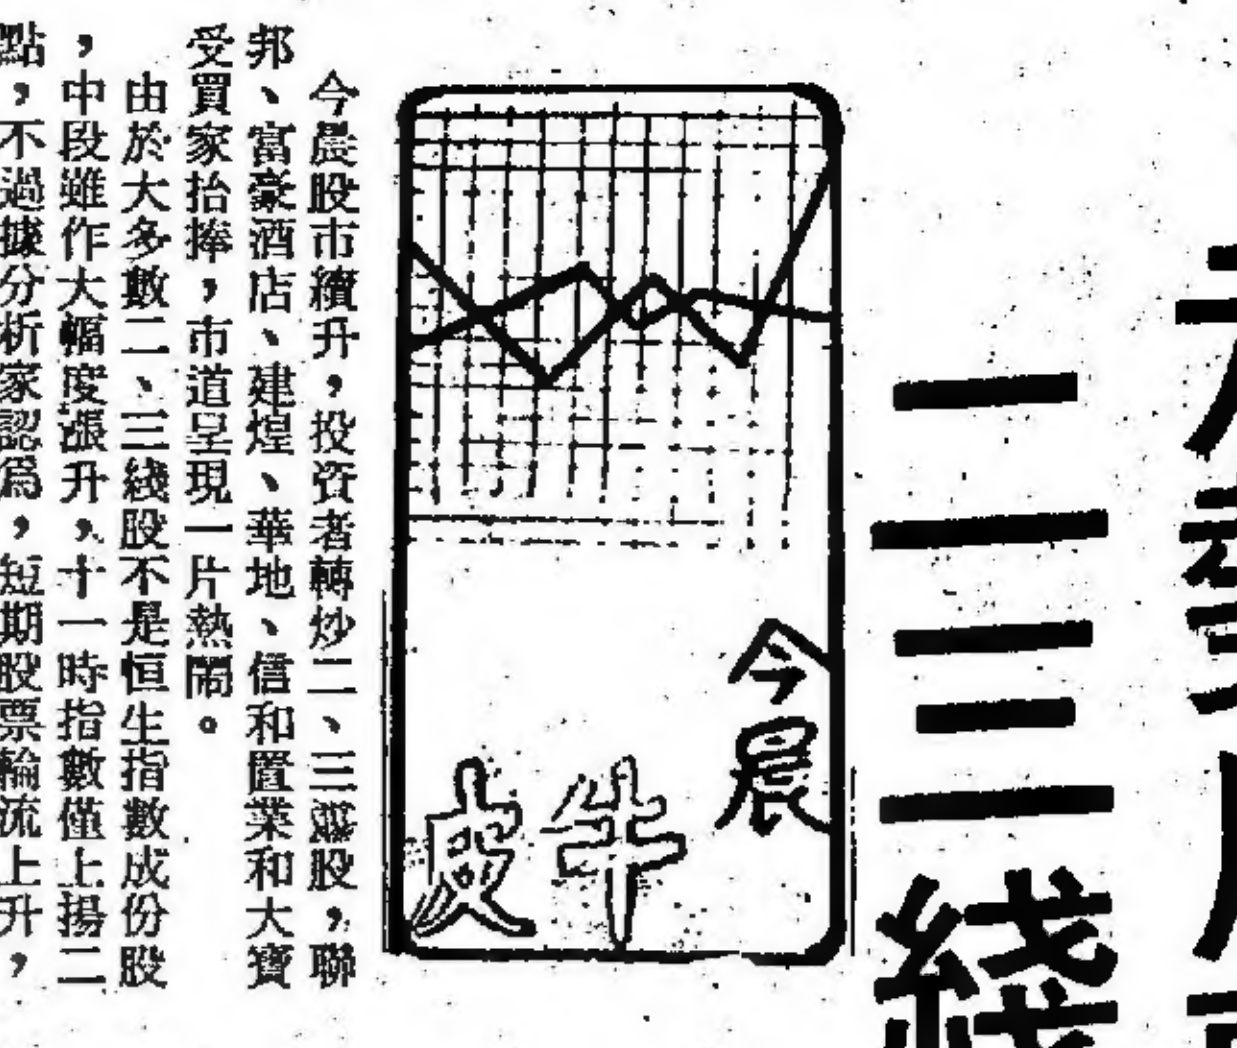 二三綫
今晨
牛皮
今晨股市續升，投資者轉炒二、三綫股，聯
邦、富豪酒店、建煌、華地、信和置業和大寶
受買家抬捧，市道呈現一片熱鬧。
由於大多數二、三綫股不是恒生指數成份股
，中段雖作大幅度漲升，十一時指數僅上揚二
點，不過據分析家認爲，短期股票輪流上升，